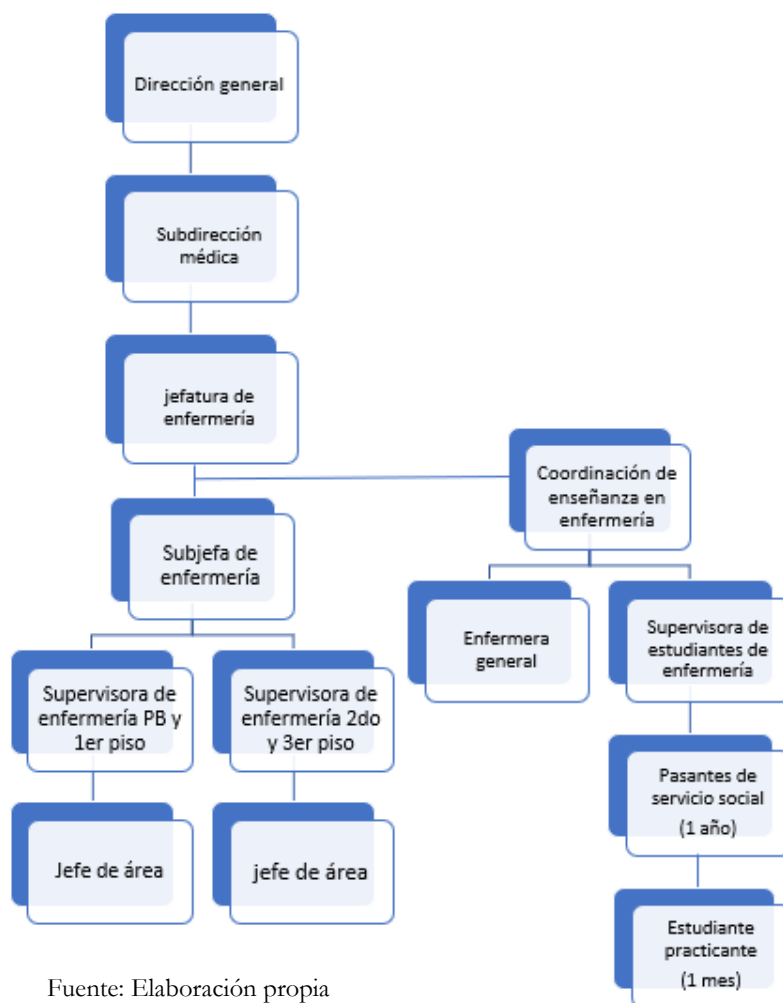 Dirección general
Subdirección
médica
jefatura de
enfermería
Coordinación de
enseñanza en
enfermería
Subjefa de
enfermería
Enfermera
general
Supervisora de
estudiantes de
enfermería
Supervisora de
enfermería PB y
1er piso
Supervisora de
enfermería 2do
y 3er piso
Pasantes de
servicio social
(1 año)
Jefe de área
jefe de área
Estudiante
practicante
(1 mes)
Fuente: Elaboración propia